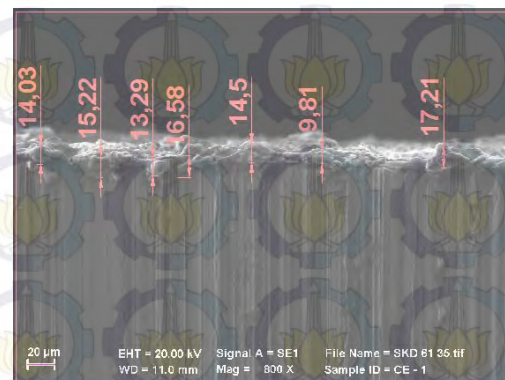 14,03
15,22
13,29
16,58
14,5
9,81
17,21
20 µm
EHT = 20.00 kV Signal A = SE1 File Name = SKD 61 35.tif
WD = 11.0 mm Mag = 800 X Sample ID = CE - 1